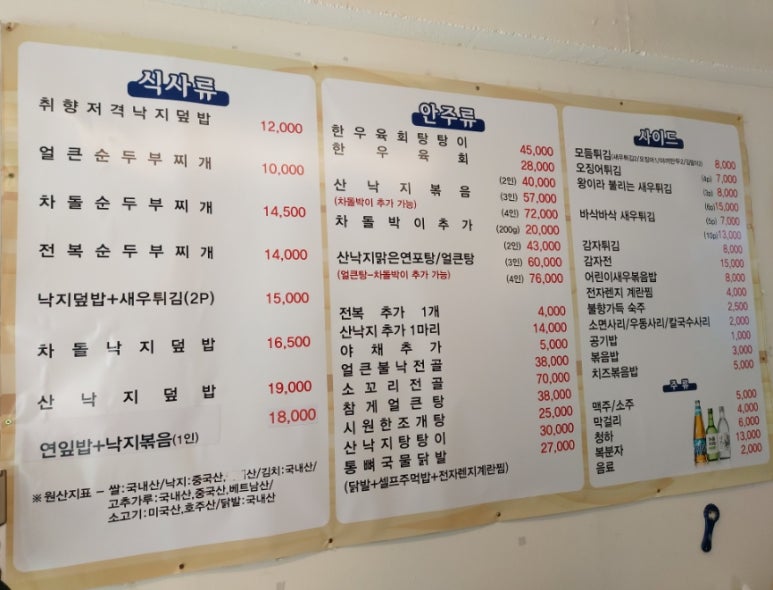 식사류
취향저격낙지덮밥 12,000
얼큰순두부찌개 10,000
차돌순두부찌개 14,500
전복순두부찌개 14,000
낙지덮밥+새우튀김(2P) 15,000
차돌낙지덮밥 16,500
산낙지덮밥 19,000
연잎밥+낙지볶음(1인) 18,000
※원산지표 - 쌀:국내산/낙지:중국산, 산/김치:국내산/
고추가루:국내산,중국산,베트남산/
소고기:미국산,호주산/닭발:국내산
안주류
한우육회탕탕이 45,000
한우육회 28,000
산낙지볶음 (2인) 40,000
(차돌박이 추가 가능) (3인) 57,000
(4인) 72,000
차돌박이추가 (200g) 20,000
산낙지맑은연포탕/얼큰탕 (2인) 43,000
(얼큰탕-차돌박이 추가 가능) (3인) 60,000
(4인) 76,000
전복 추가 1개 4,000
산낙지 추가 1마리 14,000
야채추가 5,000
얼큰불낙전골 38,000
소꼬리전골 70,000
참게얼큰탕 38,000
시원한조개탕 25,000
산낙지탕탕이 30,000
통뼈국물닭발 27,000
(닭발+셀프주먹밥+전자렌지계란찜)
사이드
모둠튀김 8,000
오징어튀김 (4p) 7,000
왕이라 불리는 새우튀김 (3p) 8,000
(6p) 15,000
바삭바삭 새우튀김 (5p) 7,000
(10p) 13,000
감자튀김 8,000
감자전 15,000
어린이새우볶음밥 8,000
전자렌지 계란찜 4,000
불향가득 숙주 2,500
소면사리/우동사리/칼국수사리 2,000
공기밥 1,000
볶음밥 3,000
치즈볶음밥 5,000
주류
맥주/소주 5,000
막걸리 4,000
청하 6,000
복분자 13,000
음료 2,000